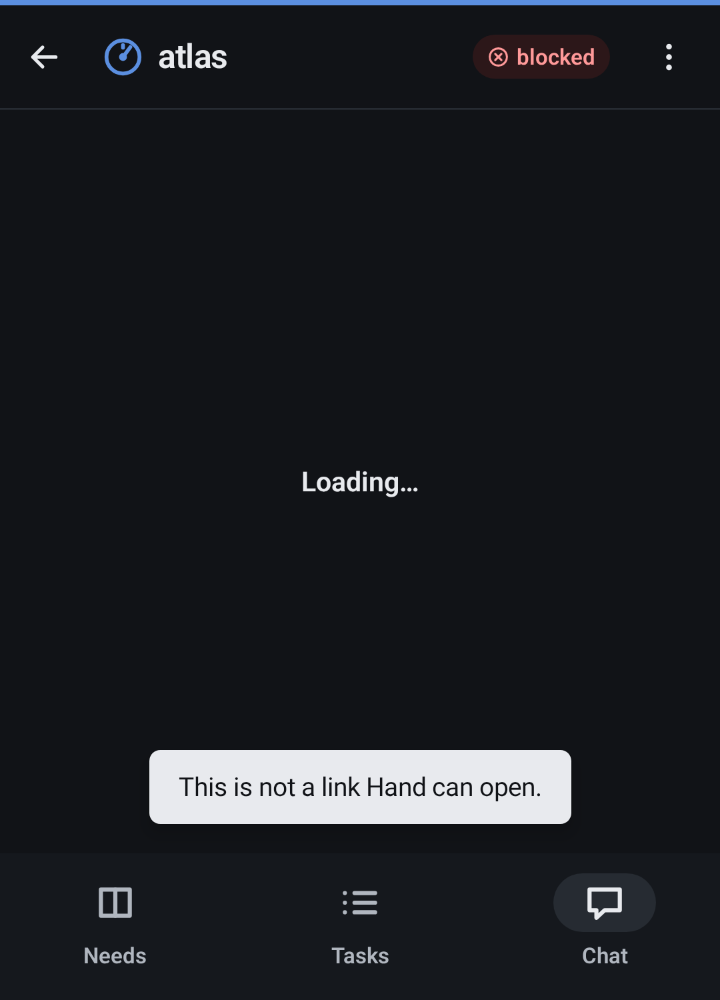 atlas
blocked
Loading...
This is not a link Hand can open.
Needs
Tasks
Chat